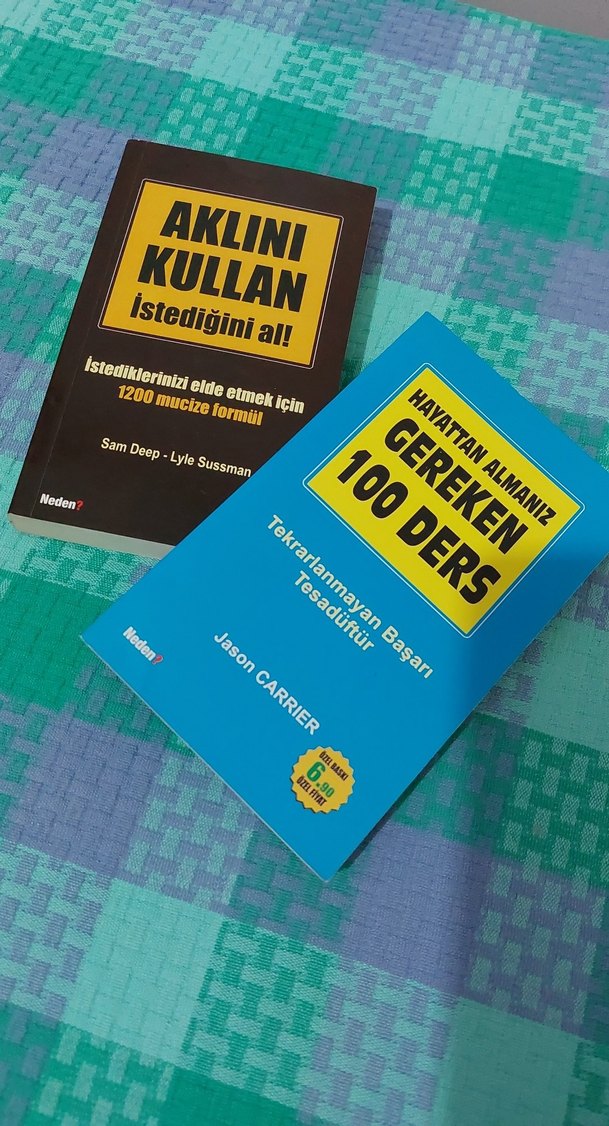 AKLINI
KULLAN
İstediğini al!
İstediklerinizi elde etmek için
1200 mucize formül
Sam Deep - Lyle Sussman
Neden?
HAYATTAN ALMANIZ
GEREKEN
100 DERS
Tekrarlanmayan Başarı
Tesadüftür
Jason CARRIER
Neden?
ÖZEL BASKI
6.90
ÖZEL FİYAT